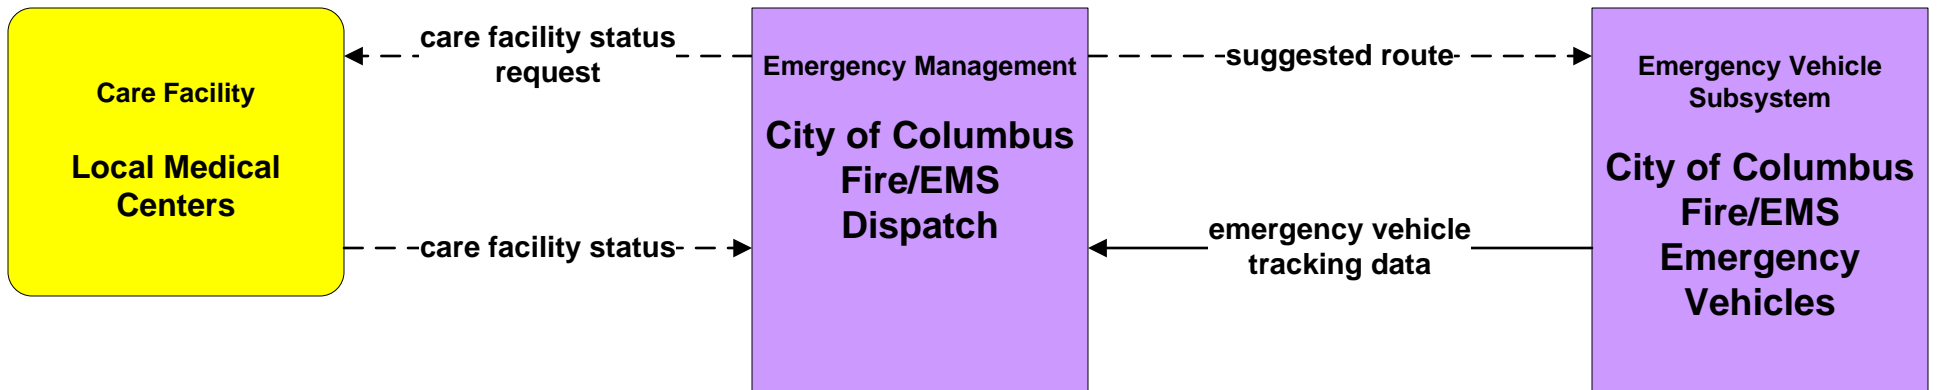 Care Facility
Local Medical
Centers
care facility status
request
care facility status
Emergency Management
City of Columbus
Fire/EMS
Dispatch
suggested route
emergency vehicle
tracking data
Emergency Vehicle
Subsystem
City of Columbus
Fire/EMS
Emergency
Vehicles